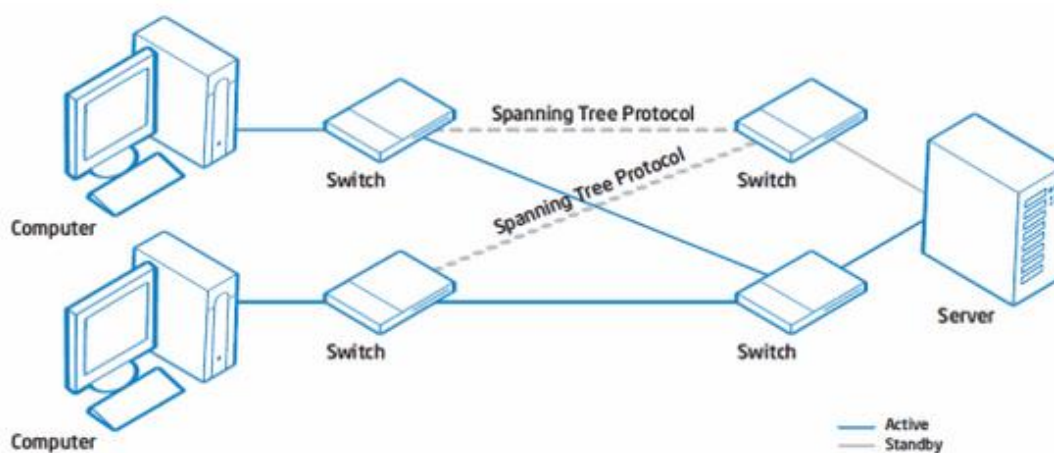 Spanning Tree Protocol
Switch
Switch
Spanning Tree Protocol
Computer
Switch
Switch
Server
Computer
Active
Standby